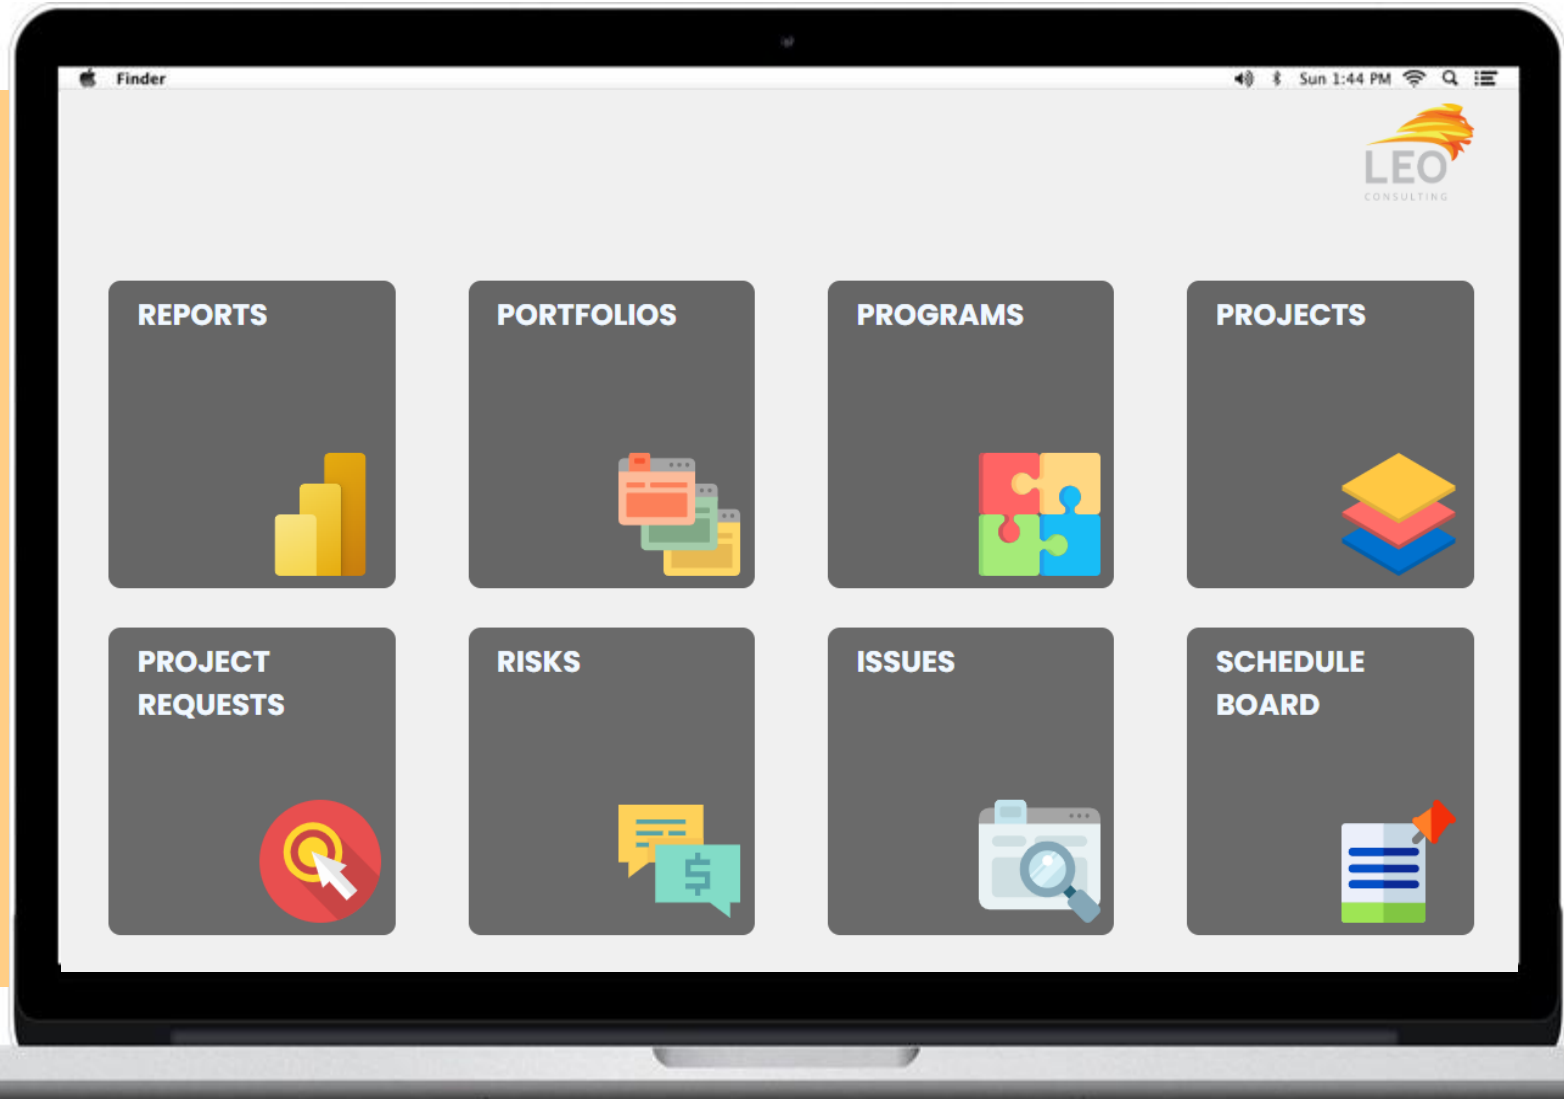 Finder
Sun 1:44 PM
LEO
CONSULTING
REPORTS
PORTFOLIOS
PROGRAMS
PROJECTS
PROJECT
REQUESTS
RISKS
ISSUES
SCHEDULE
BOARD
$